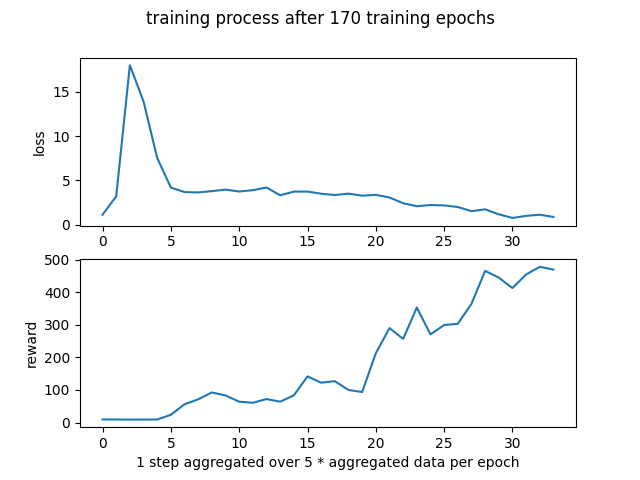 training process after 170 training epochs
15
10
5
0
loss
0 5 10 15 20 25 30
500
400
300
200
100
0
reward
0 5 10 15 20 25 30
1 step aggregated over 5 * aggregated data per epoch